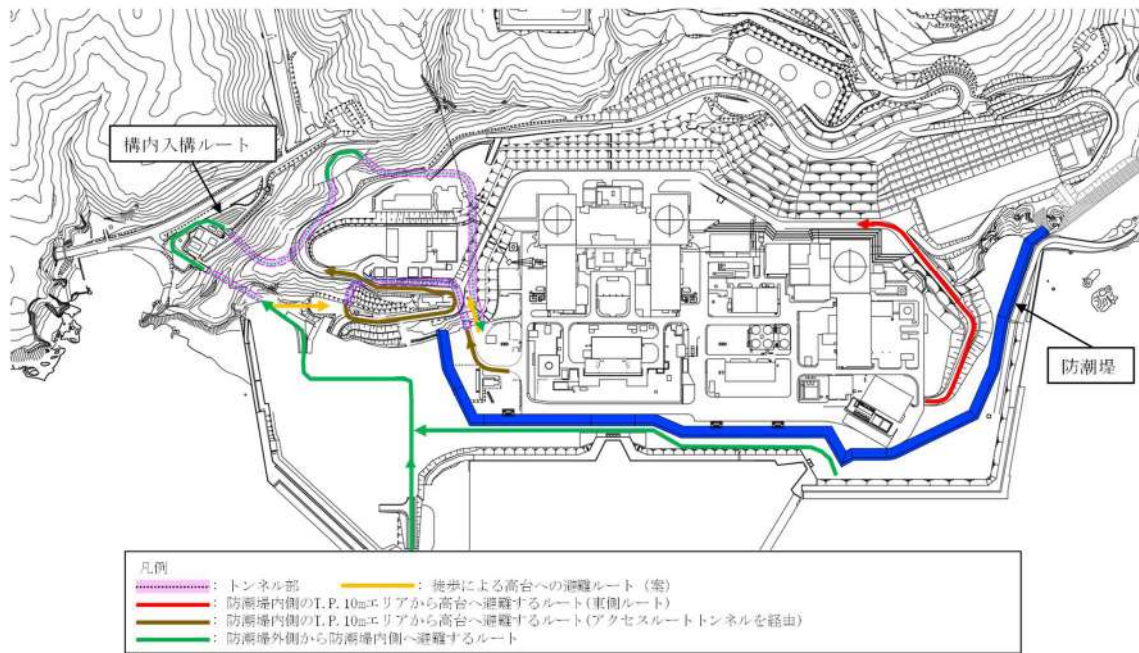 構内入構ルート
防潮堤
凡例
: トンネル部 : 徒歩による高台への避難ルート (案)
: 防潮堤内側のT.P.10mエリアから高台へ避難するルート(東側ルート)
: 防潮堤内側のT.P.10mエリアから高台へ避難するルート(アクセスルートトンネルを経由)
: 防潮堤外側から防潮堤内側へ避難するルート